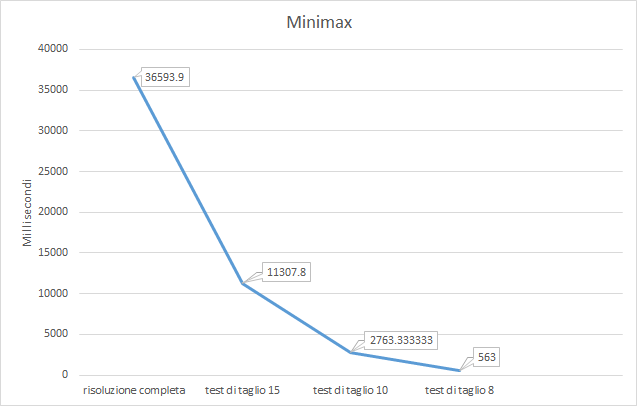 Minimax
40000
35000
30000
25000
20000
15000
10000
5000
0
Millisecondi
36593.9
11307.8
2763.333333
563
risoluzione completa
test di taglio 15
test di taglio 10
test di taglio 8